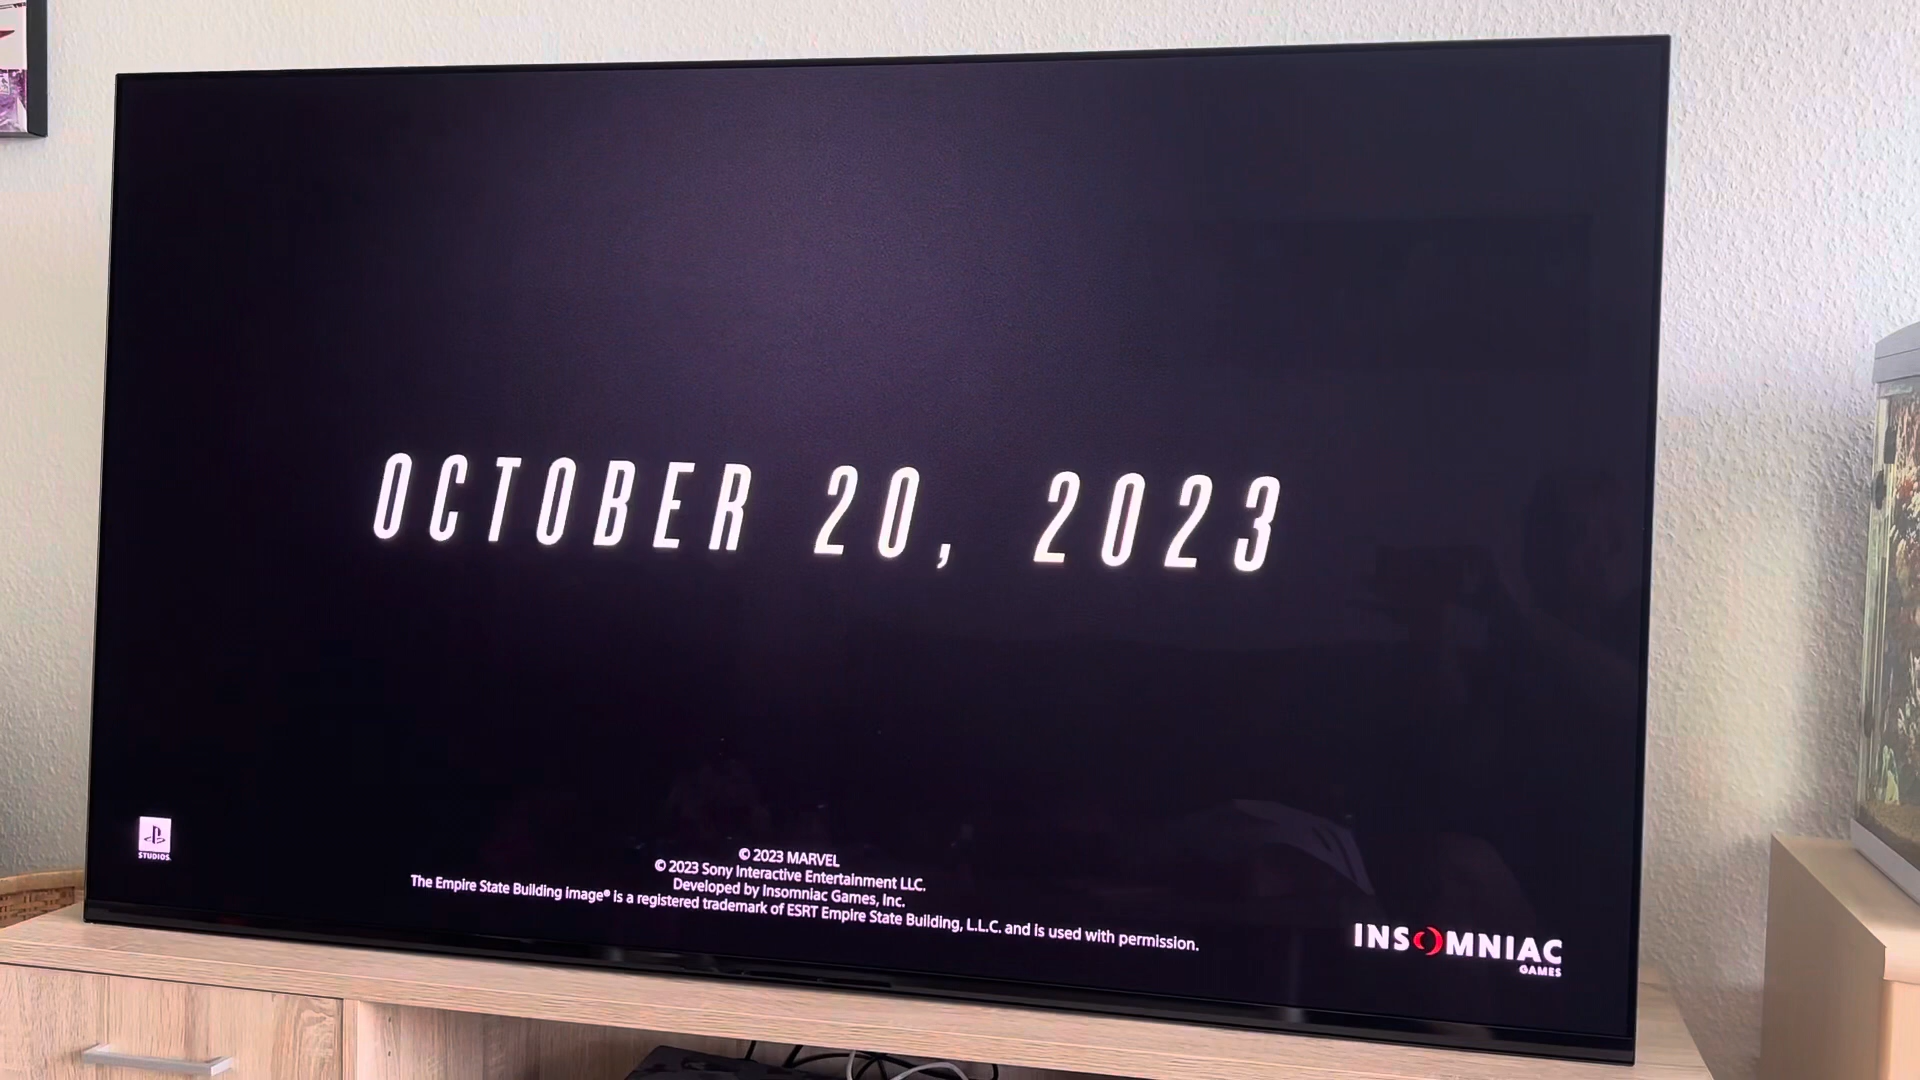 OCTOBER 20, 2023
STUDIOS
© 2023 MARVEL
© 2023 Sony Interactive Entertainment LLC.
Developed by Insomniac Games, Inc.
The Empire State Building image® is a registered trademark of ESRT Empire State Building, L.L.C. and is used with permission.
INSOMNIAC
GAMES